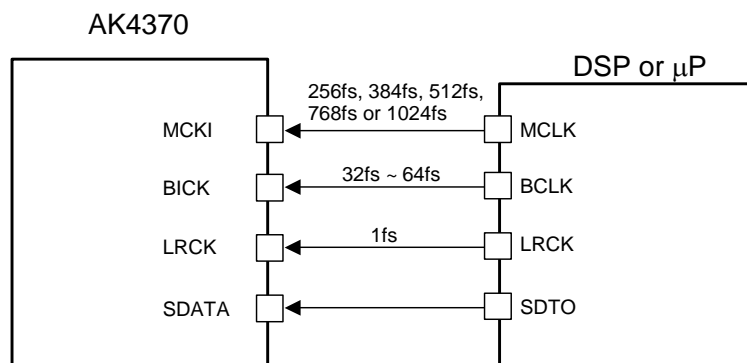 AK4370
DSP or μP
256fs, 384fs, 512fs,
768fs or 1024fs
MCKI
MCLK
32fs ~ 64fs
BICK
BCLK
1fs
LRCK
LRCK
SDATA
SDTO